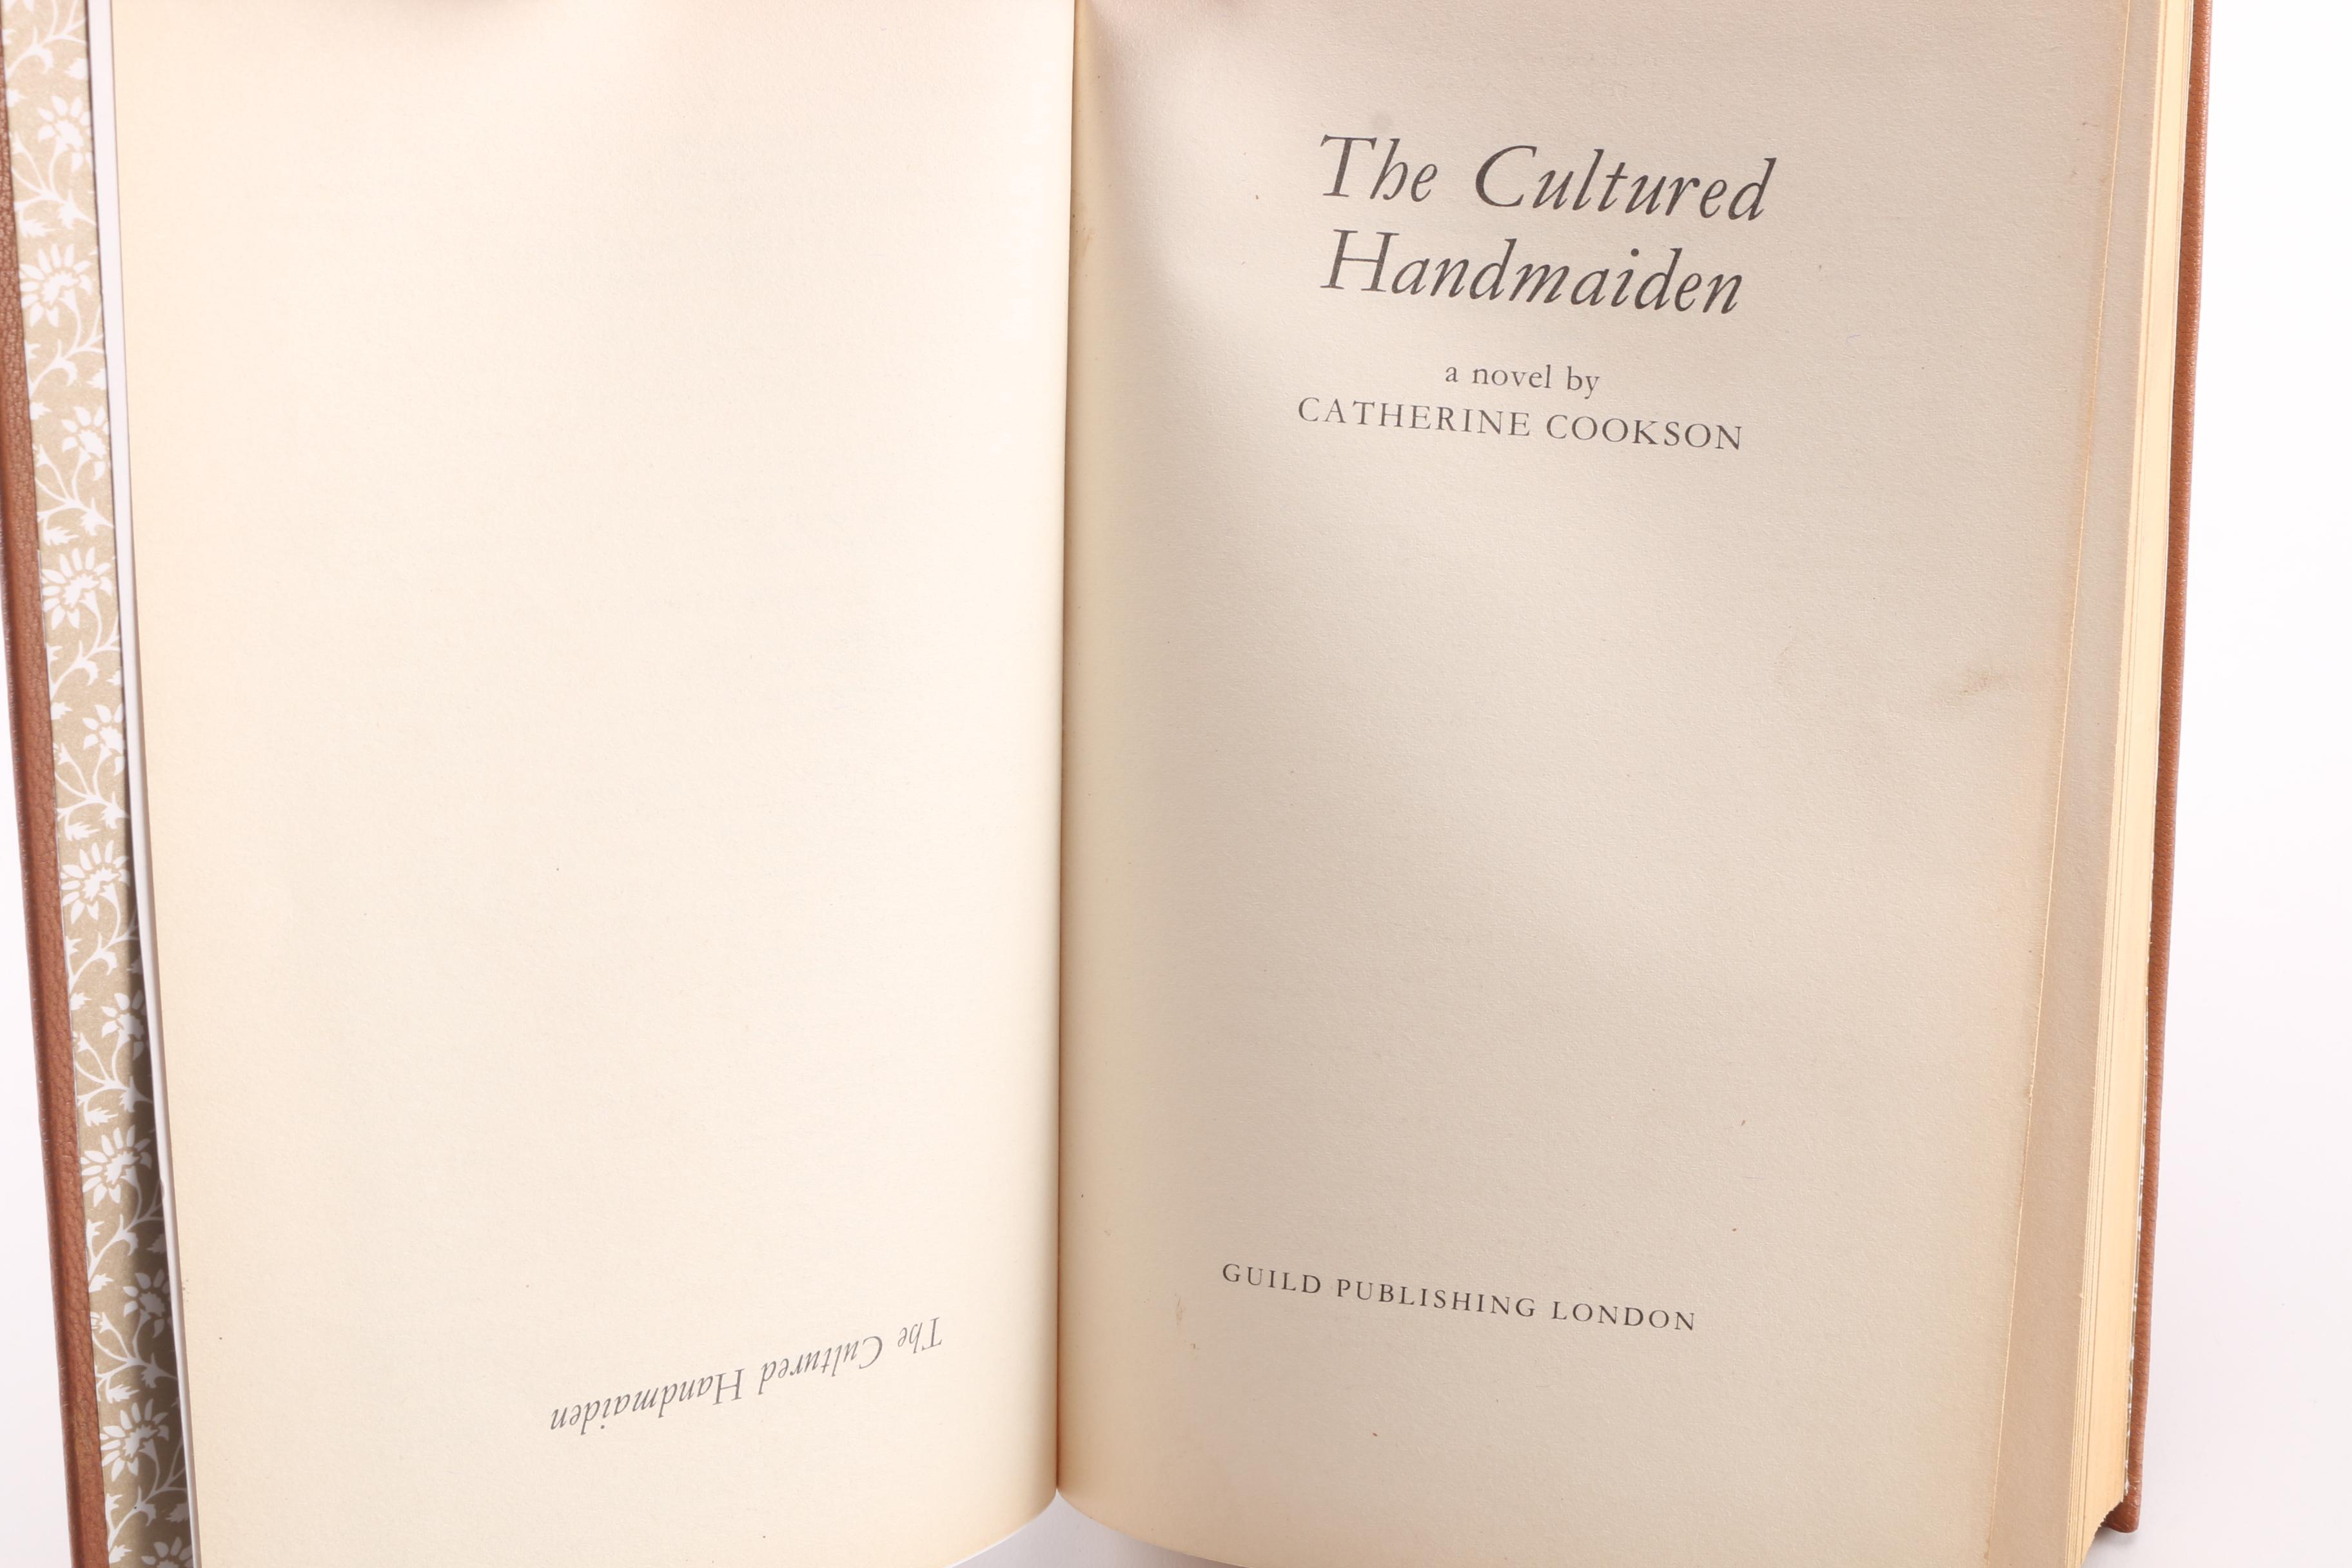 The Cultured Handmaiden
The Cultured
Handmaiden
a novel by
CATHERINE COOKSON
GUILD PUBLISHING LONDON